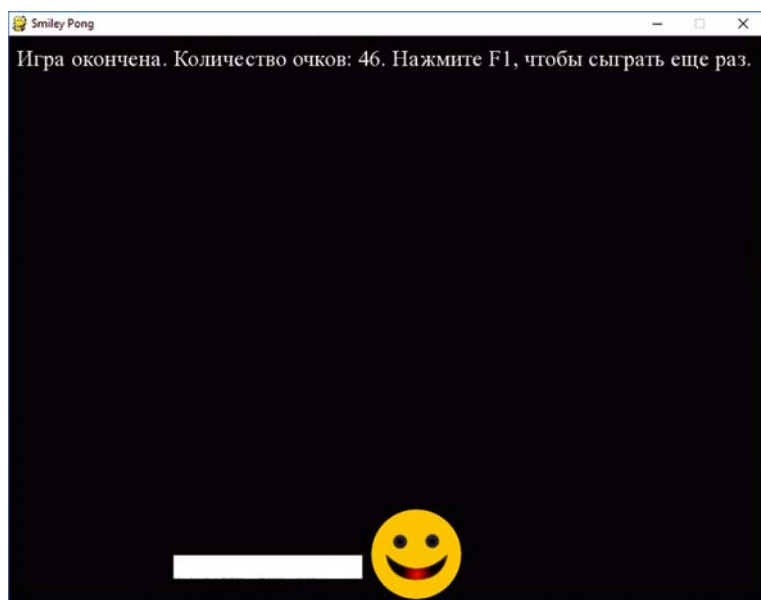 Smiley Pong
Игра окончена. Количество очков: 46. Нажмите F1, чтобы сыграть еще раз.